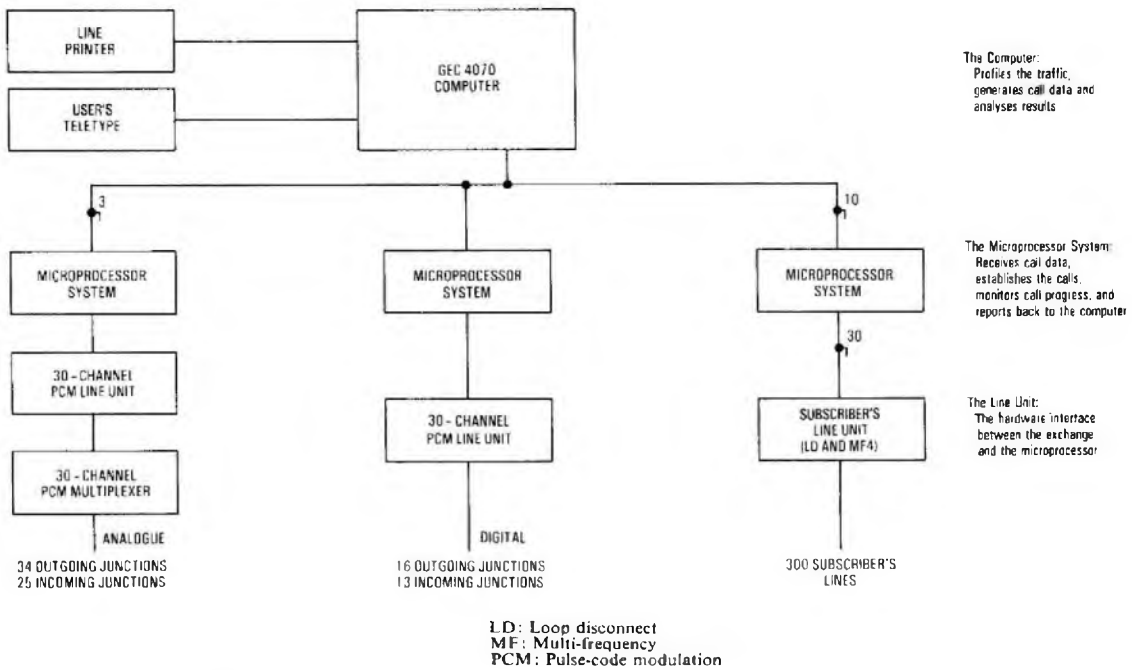 LINE
PRINTER
GEC 4070
COMPUTER
USER'S
TELETYPE
The Computer:
Profiles the traffic,
generates call data and
analyses results
3
1
10
1
MICROPROCESSOR
SYSTEM
MICROPROCESSOR
SYSTEM
MICROPROCESSOR
SYSTEM
The Microprocessor System:
Receives call data,
establishes the calls,
monitors call progress, and
reports back to the computer
30
1
30-CHANNEL
PCM LINE UNIT
30-CHANNEL
PCM LINE UNIT
SUBSCRIBER'S
LINE UNIT
(LD AND MF4)
The Line Unit:
The hardware interface
between the exchange
and the microprocessor
30-CHANNEL
PCM MULTIPLEXER
ANALOGUE
DIGITAL
34 OUTGOING JUNCTIONS
25 INCOMING JUNCTIONS
16 OUTGOING JUNCTIONS
13 INCOMING JUNCTIONS
300 SUBSCRIBER'S
LINES
LD: Loop disconnect
MF: Multi-frequency
PCM: Pulse-code modulation